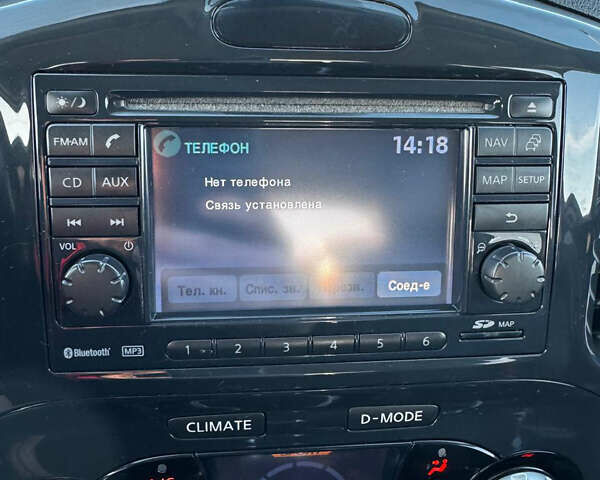 FM·AM
CD AUX
VOL
ТЕЛЕФОН 14:18
Нет телефона
Связь установлена
Тел. кн. Спис. зв. Соед-е
NAV
MAP SETUP
Bluetooth MP3
1 2 3 4 5 6
SD MAP
CLIMATE D-MODE